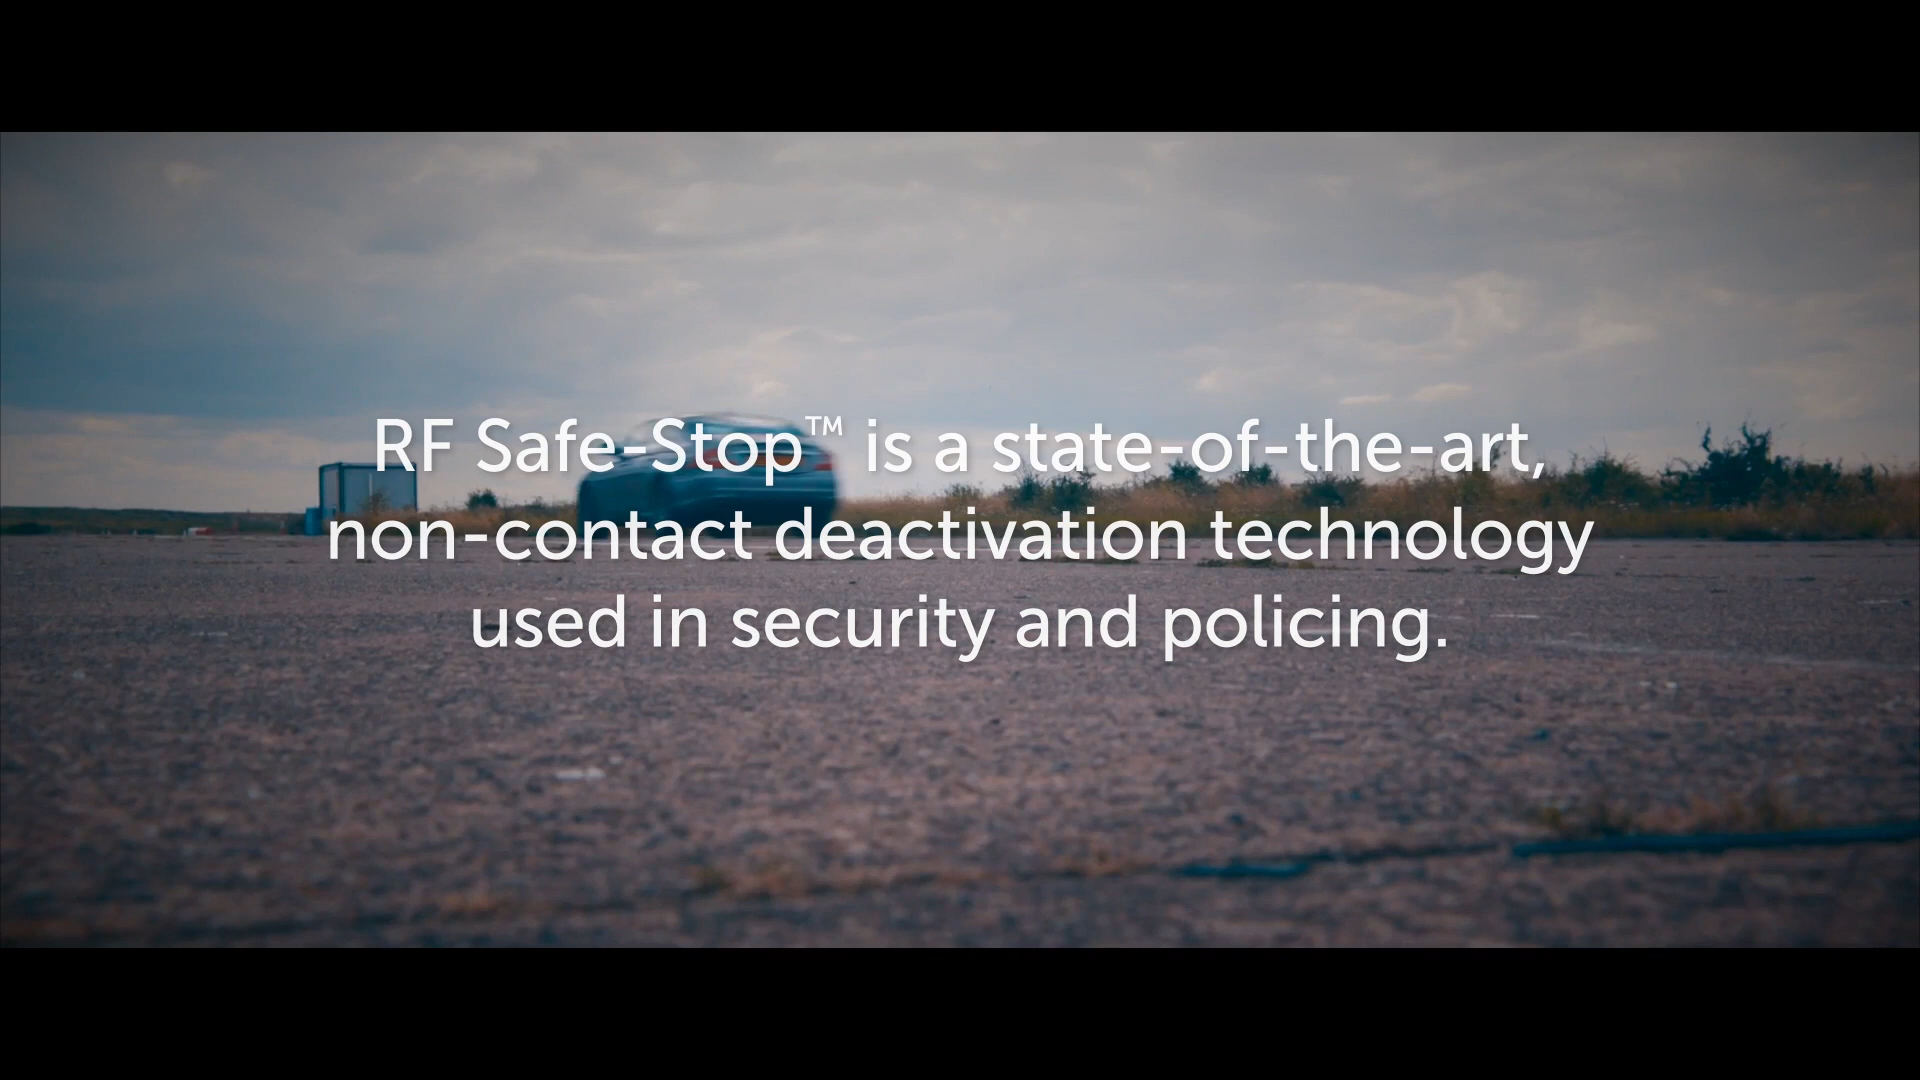 RF Safe-Stop™ is a state-of-the-art,
non-contact deactivation technology
used in security and policing.